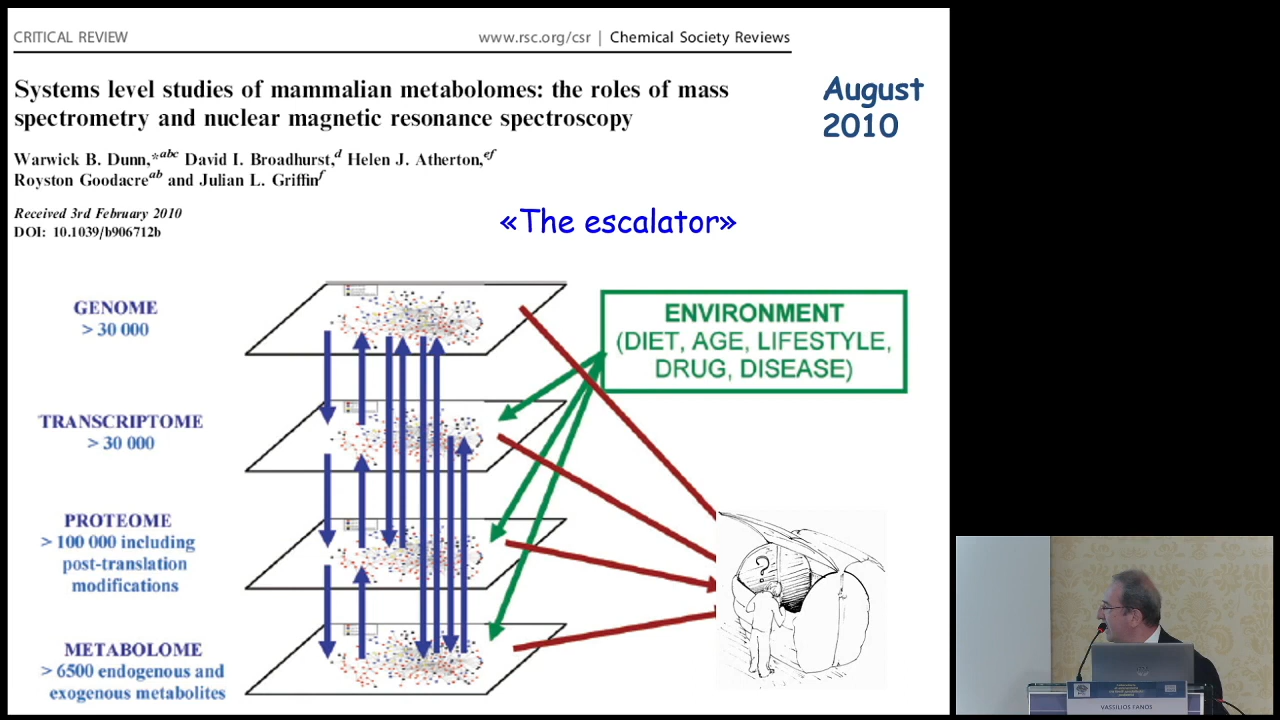 CRITICAL REVIEW
www.rsc.org/csr | Chemical Society Reviews
Systems level studies of mammalian metabolomes: the roles of mass
spectrometry and nuclear magnetic resonance spectroscopy
August
2010
Warwick B. Dunn,*abc David I. Broadhurst,d Helen J. Atherton,ef
Royston Goodacreab and Julian L. Griffinf
Received 3rd February 2010
DOI: 10.1039/b906712b
«The escalator»
GENOME
> 30 000
ENVIRONMENT
(DIET, AGE, LIFESTYLE,
DRUG, DISEASE)
TRANSCRIPTOME
> 30 000
PROTEOME
> 100 000 including
post-translation
modifications
?
METABOLOME
> 6500 endogenous and
exogenous metabolites
VASSILIOS FANOS